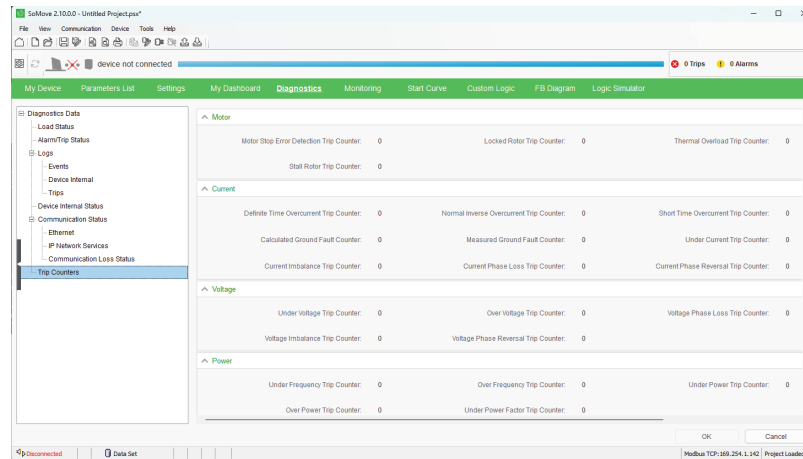 SoMove 2.10.0.0 - Untitled Project.psx*
File View Communication Device Tools Help
device not connected
0 Trips 0 Alarms
My Device Parameters List Settings My Dashboard Diagnostics Monitoring Start Curve Custom Logic FB Diagram Logic Simulator
Diagnostics Data
Load Status
Alarm/Trip Status
Logs
Events
Device Internal
Trips
Device Internal Status
Communication Status
Ethernet
IP Network Services
Communication Loss Status
Trip Counters
Motor
Motor Stop Error Detection Trip Counter: 0 Locked Rotor Trip Counter: 0 Thermal Overload Trip Counter: 0
Stall Rotor Trip Counter: 0
Current
Definite Time Overcurrent Trip Counter: 0 Normal Inverse Overcurrent Trip Counter: 0 Short Time Overcurrent Trip Counter: 0
Calculated Ground Fault Counter: 0 Measured Ground Fault Counter: 0 Under Current Trip Counter: 0
Current Imbalance Trip Counter: 0 Current Phase Loss Trip Counter: 0 Current Phase Reversal Trip Counter: 0
Voltage
Under Voltage Trip Counter: 0 Over Voltage Trip Counter: 0 Voltage Phase Loss Trip Counter: 0
Voltage Imbalance Trip Counter: 0 Voltage Phase Reversal Trip Counter: 0
Power
Under Frequency Trip Counter: 0 Over Frequency Trip Counter: 0 Under Power Trip Counter: 0
Over Power Trip Counter: 0 Under Power Factor Trip Counter: 0
OK Cancel
Disconnected Data Set Modbus TCP:169.254.1.142 Project Loaded